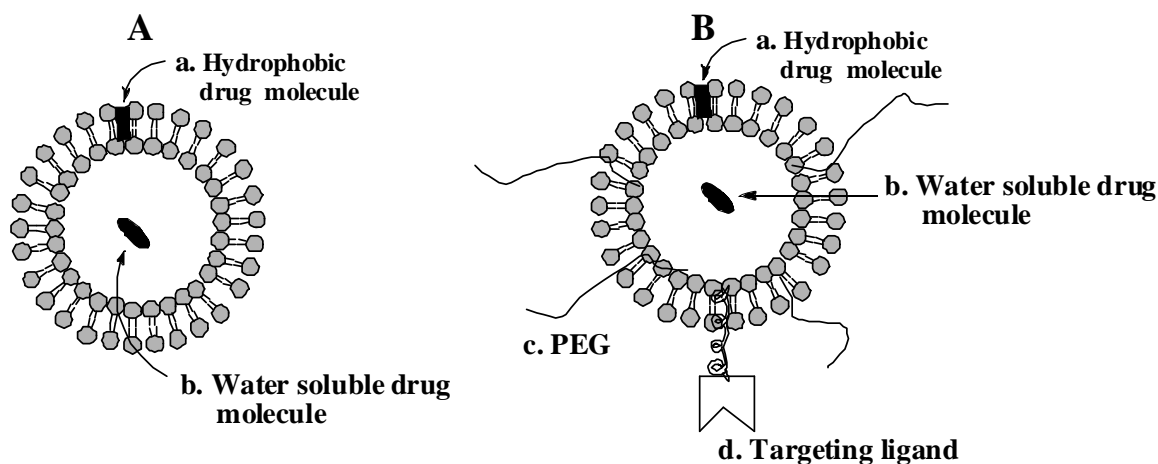 A
a. Hydrophobic
drug molecule
b. Water soluble drug
molecule
B
a. Hydrophobic
drug molecule
b. Water soluble drug
molecule
c. PEG
d. Targeting ligand